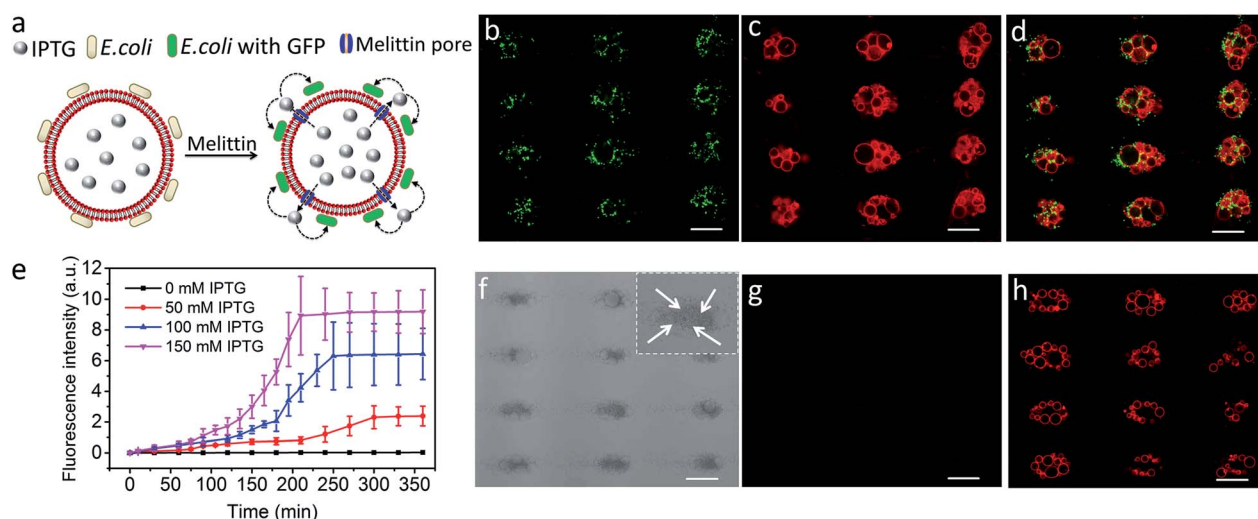 a
IPTG E.coli E.coli with GFP Melittin pore
Melittin
b
c
d
e
12
10
8
6
4
2
0
0 mM IPTG
50 mM IPTG
100 mM IPTG
150 mM IPTG
Fluorescence intensity (a.u.)
0 50 100 150 200 250 300 350
Time (min)
f
g
h